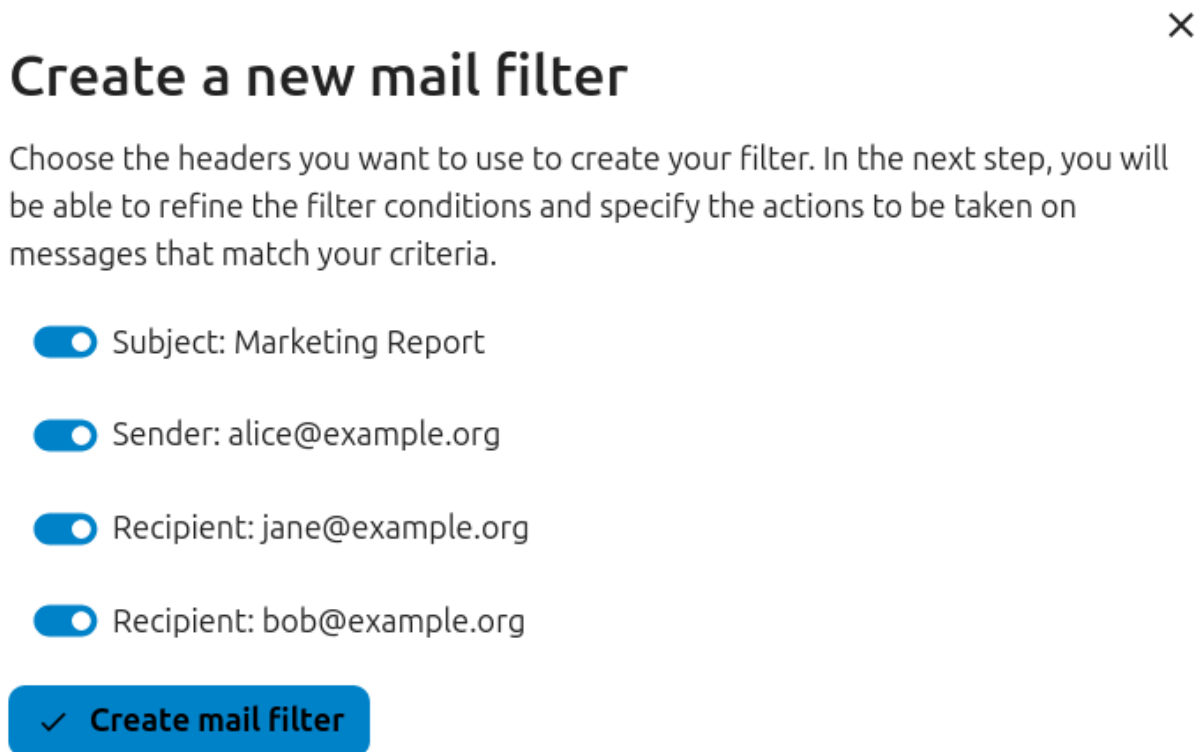 Create a new mail filter
Choose the headers you want to use to create your filter. In the next step, you will
be able to refine the filter conditions and specify the actions to be taken on
messages that match your criteria.
Subject: Marketing Report
Sender: alice@example.org
Recipient: jane@example.org
Recipient: bob@example.org
Create mail filter